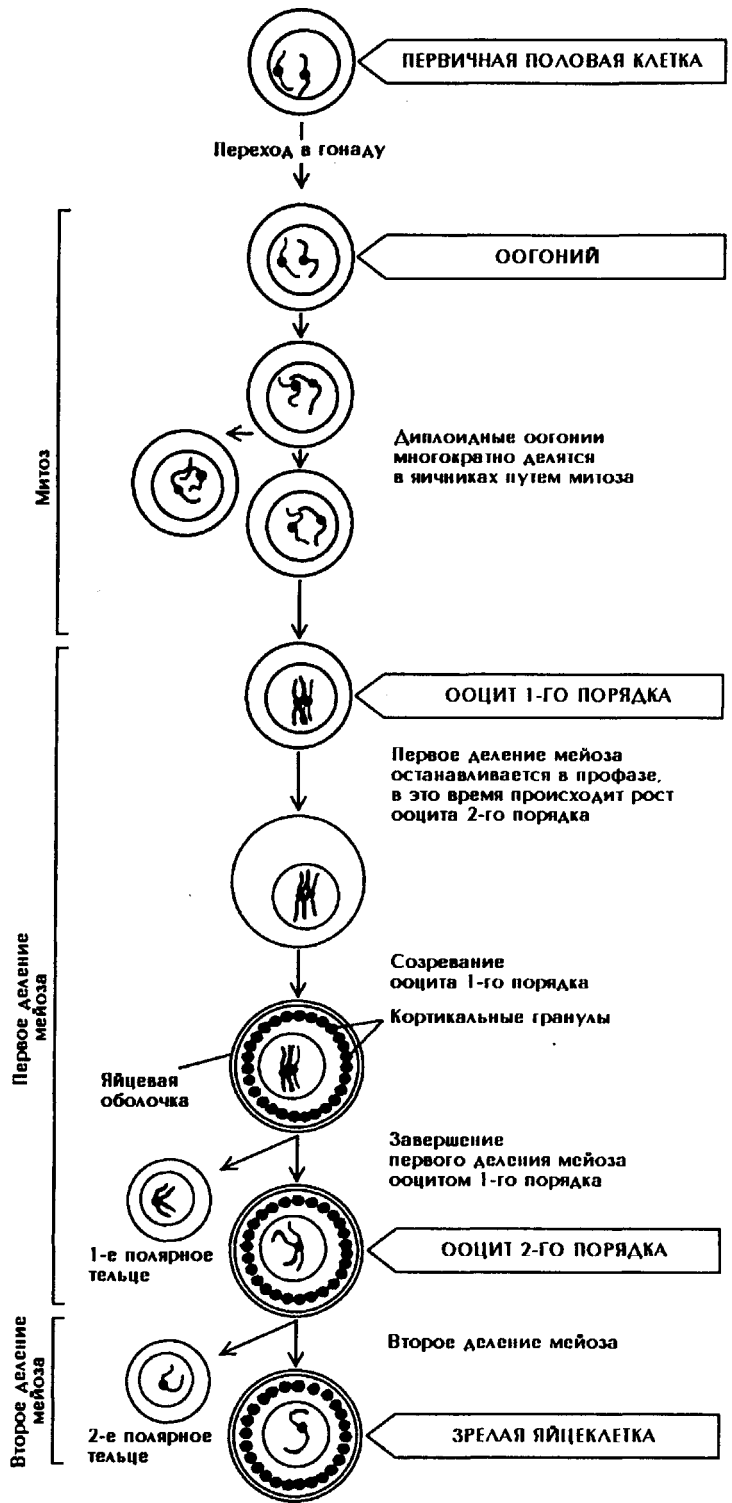 ПЕРВИЧНАЯ ПОЛОВАЯ КЛЕТКА
Переход в гонаду
ООГОНИЙ
Митоз
Диплоидные оогонии
многократно делятся
в яичниках путем митоза
ООЦИТ 1-ГО ПОРЯДКА
Первое деление мейоза
останавливается в профазе,
в это время происходит рост
ооцита 2-го порядка
Первое деление
мейоза
Созревание
ооцита 1-го порядка
Кортикальные гранулы
Яйцевая
оболочка
Завершение
первого деления мейоза
ооцитом 1-го порядка
1-е полярное
тельце
ООЦИТ 2-ГО ПОРЯДКА
Второе деление
мейоза
Второе деление мейоза
2-е полярное
тельце
ЗРЕЛАЯ ЯЙЦЕКЛЕТКА